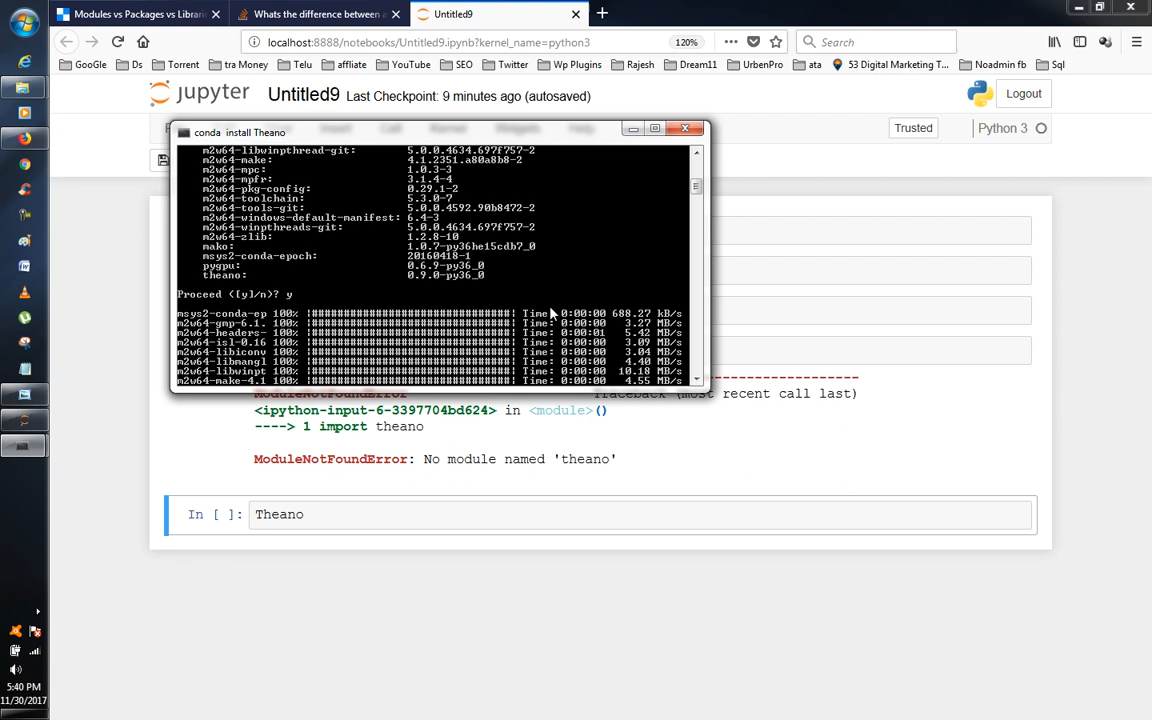 Modules vs Packages vs Librari
Whats the difference between a
Untitled9
localhost:8888/notebooks/Untitled9.ipynb?kernel_name=python3
120%
Search
GooGle
Ds
Torrent
tra Money
Telu
affliate
YouTube
SEO
Twitter
Wp Plugins
Rajesh
Dream11
UrbenPro
ata
53 Digital Marketing T...
Noadmin fb
Sql
jupyter
Untitled9
Last Checkpoint: 9 minutes ago (autosaved)
Logout
Insert
Cell
Kernel
Widgets
Help
Trusted
Python 3
conda  install Theano
m2w64-libwinpthread-git: 5.0.0.4634.697f757-2
m2w64-make: 4.1.2351.a80a8b8-2
m2w64-mpc: 1.0.3-3
m2w64-mpfr: 3.1.4-4
m2w64-pkg-config: 0.29.1-2
m2w64-toolchain: 5.3.0-7
m2w64-tools-git: 5.0.0.4592.90b8472-2
m2w64-windows-default-manifest: 6.4-3
m2w64-winpthreads-git: 5.0.0.4634.697f757-2
m2w64-zlib: 1.2.8-10
mako: 1.0.7-py36he15cdb7_0
msys2-conda-epoch: 20160418-1
pygpu: 0.6.9-py36_0
theano: 0.9.0-py36_0
Proceed ([y]/n)? y
msys2-conda-ep 100% |################################| Time: 0:00:00 688.27 kB/s
m2w64-gmp-6.1. 100% |################################| Time: 0:00:00 3.27 MB/s
m2w64-headers- 100% |################################| Time: 0:00:01 5.42 MB/s
m2w64-isl-0.16 100% |################################| Time: 0:00:00 3.09 MB/s
m2w64-libiconv 100% |################################| Time: 0:00:00 3.04 MB/s
m2w64-libmangl 100% |################################| Time: 0:00:00 4.40 MB/s
m2w64-libwinpt 100% |################################| Time: 0:00:00 10.18 MB/s
m2w64-make-4.1 100% |################################| Time: 0:00:00 4.55 MB/s
ModuleNotFoundError Traceback (most recent call last)
<ipython-input-6-3397704bd624> in <module>()
----> 1 import theano
ModuleNotFoundError: No module named 'theano'
In [ ]: Theano
5:40 PM
11/30/2017